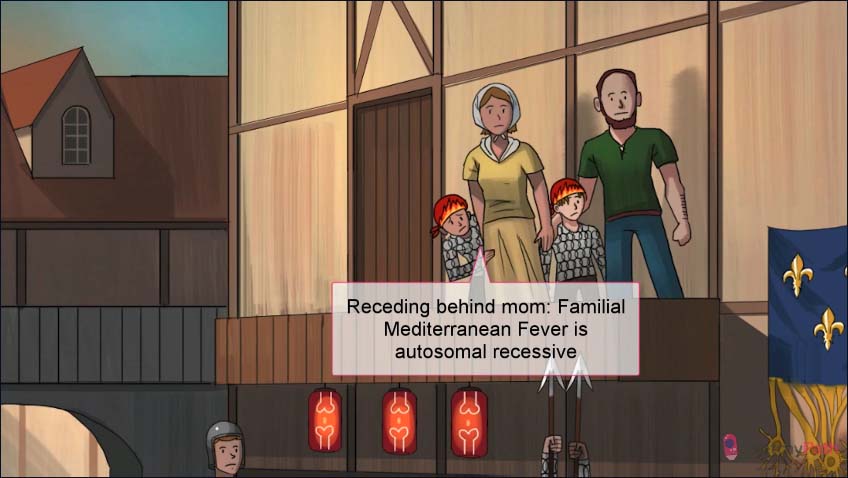 Receding behind mom: Familial
Mediterranean Fever is
autosomal recessive